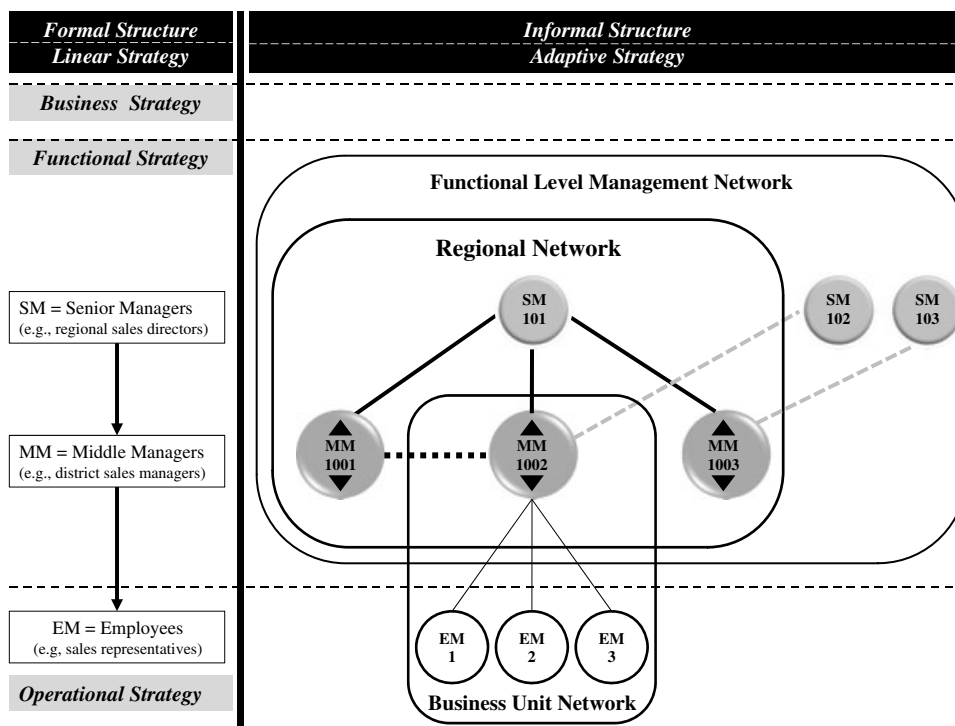 Formal Structure
Linear Strategy
Informal Structure
Adaptive Strategy
Business Strategy
Functional Strategy
Functional Level Management Network
Regional Network
SM
101
SM
102
SM
103
SM = Senior Managers
(e.g., regional sales directors)
MM
1001
MM
1002
MM
1003
MM = Middle Managers
(e.g., district sales managers)
EM = Employees
(e.g, sales representatives)
EM
1
EM
2
EM
3
Operational Strategy
Business Unit Network